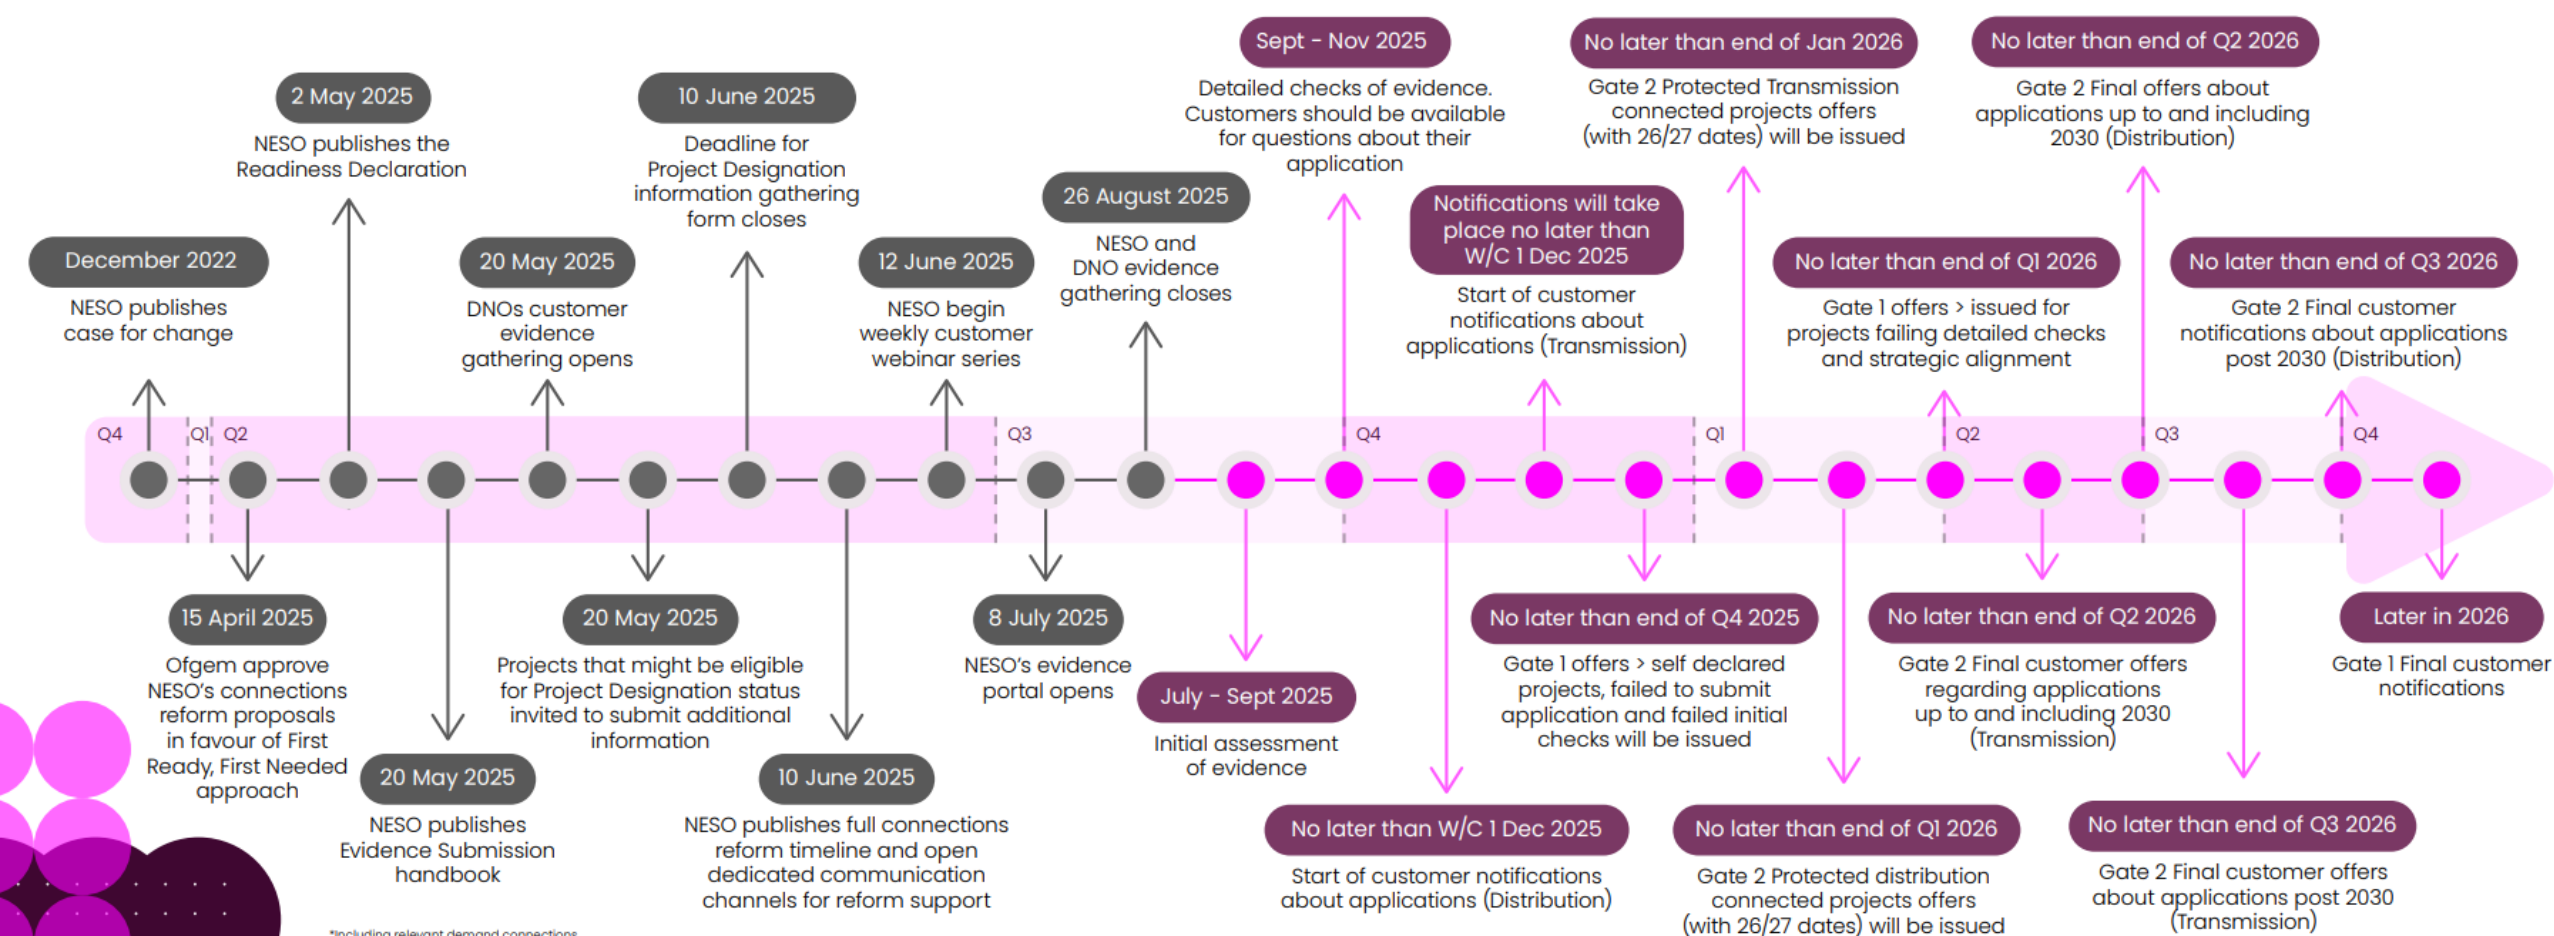 December 2022
NESO publishes
case for change
2 May 2025
NESO publishes the
Readiness Declaration
20 May 2025
DNOs customer
evidence
gathering opens
10 June 2025
Deadline for
Project Designation
information gathering
form closes
12 June 2025
NESO begin
weekly customer
webinar series
26 August 2025
NESO and
DNO evidence
gathering closes
Sept - Nov 2025
Detailed checks of evidence.
Customers should be available
for questions about their
application
Notifications will take
place no later than
W/C 1 Dec 2025
Start of customer
notifications about
applications (Transmission)
No later than end of Jan 2026
Gate 2 Protected Transmission
connected projects offers
(with 26/27 dates) will be issued
No later than end of Q1 2026
Gate 1 offers > issued for
projects failing detailed checks
and strategic alignment
No later than end of Q2 2026
Gate 2 Final offers about
applications up to and including
2030 (Distribution)
No later than end of Q3 2026
Gate 2 Final customer
notifications about applications
post 2030 (Distribution)
Q4
Q1
Q2
Q3
Q4
Q1
Q2
Q3
Q4
15 April 2025
Ofgem approve
NESO's connections
reform proposals
in favour of First
Ready, First Needed
approach
20 May 2025
NESO publishes
Evidence Submission
handbook
20 May 2025
Projects that might be eligible
for Project Designation status
invited to submit additional
information
10 June 2025
NESO publishes full connections
reform timeline and open
dedicated communication
channels for reform support
8 July 2025
NESO's evidence
portal opens
July - Sept 2025
Initial assessment
of evidence
No later than W/C 1 Dec 2025
Start of customer notifications
about applications (Distribution)
No later than end of Q4 2025
Gate 1 offers > self declared
projects, failed to submit
application and failed initial
checks will be issued
No later than end of Q1 2026
Gate 2 Protected distribution
connected projects offers
(with 26/27 dates) will be issued
No later than end of Q2 2026
Gate 2 Final customer offers
regarding applications
up to and including 2030
(Transmission)
No later than end of Q3 2026
Gate 2 Final customer offers
about applications post 2030
(Transmission)
Later in 2026
Gate 1 Final customer
notifications
*Including relevant demand connections